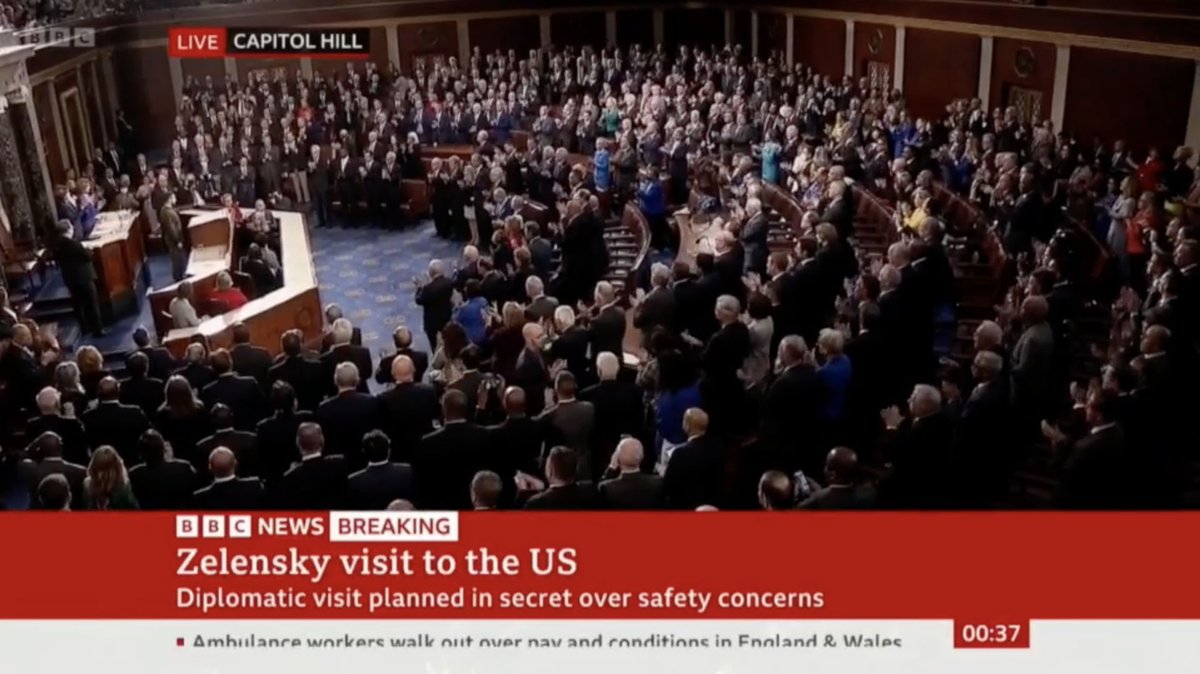 BBC
LIVE CAPITOL HILL
BBC NEWS BREAKING
Zelensky visit to the US
Diplomatic visit planned in secret over safety concerns
Ambulance workers walk out over pay and conditions in England & Wales
00:37